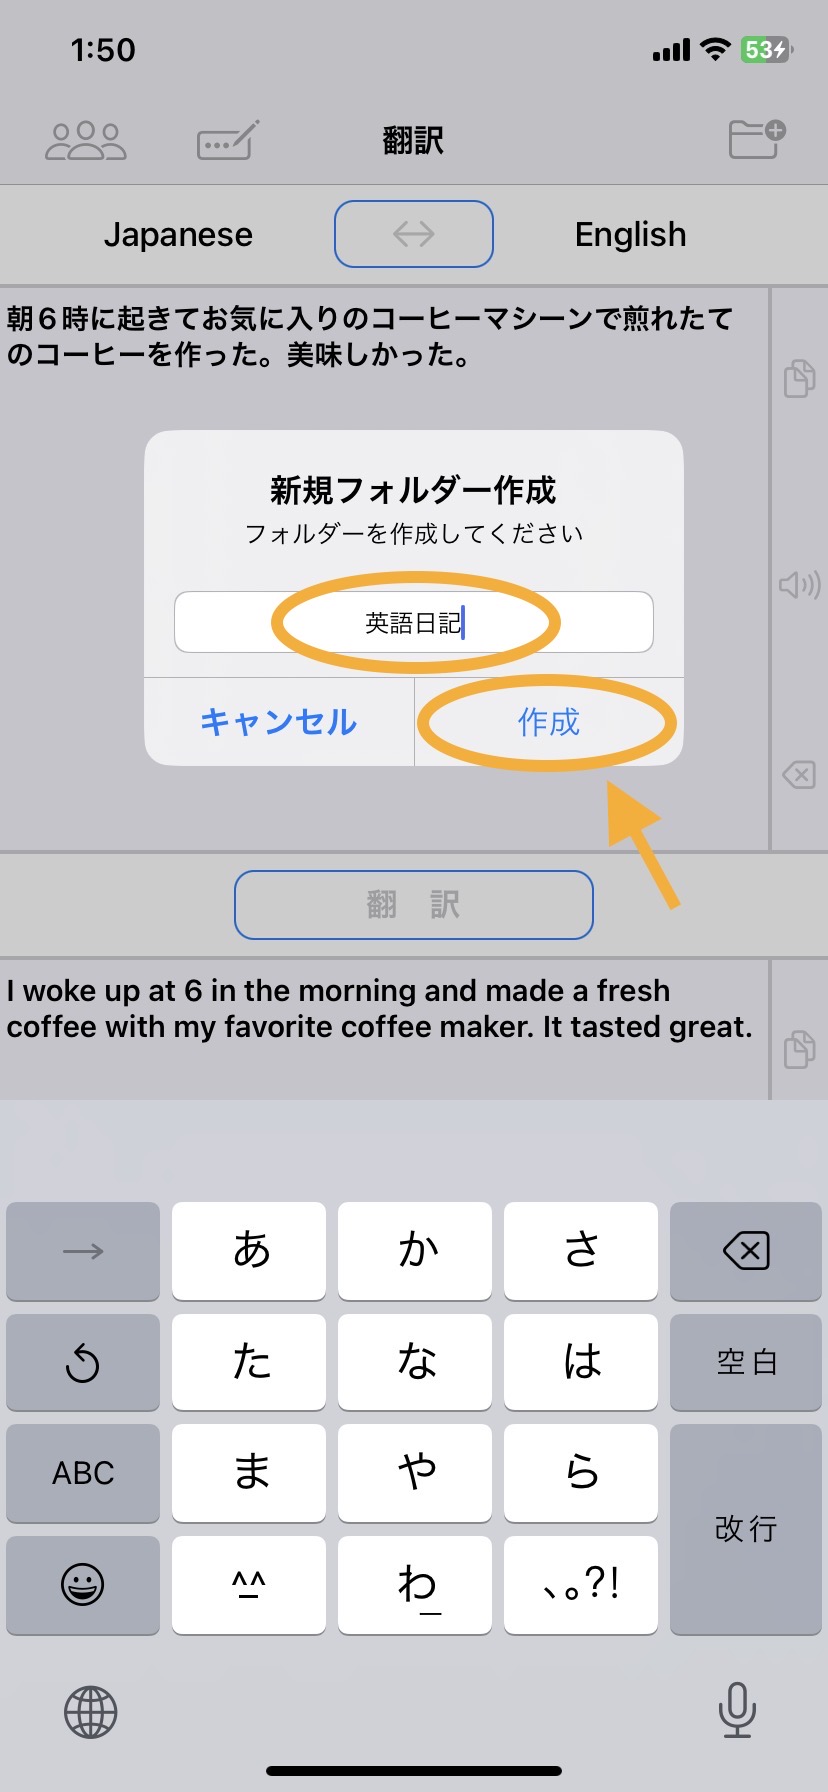 1:50
53
翻訳
Japanese
English
朝６時に起きてお気に入りのコーヒーマシーンで煎れたて
のコーヒーを作った。美味しかった。
新規フォルダー作成
フォルダーを作成してください
英語日記
キャンセル
作成
翻 訳
I woke up at 6 in the morning and made a fresh
coffee with my favorite coffee maker. It tasted great.
→
あ
か
さ
た
な
は
空白
ABC
ま
や
ら
改行
^^
わ
､｡?!